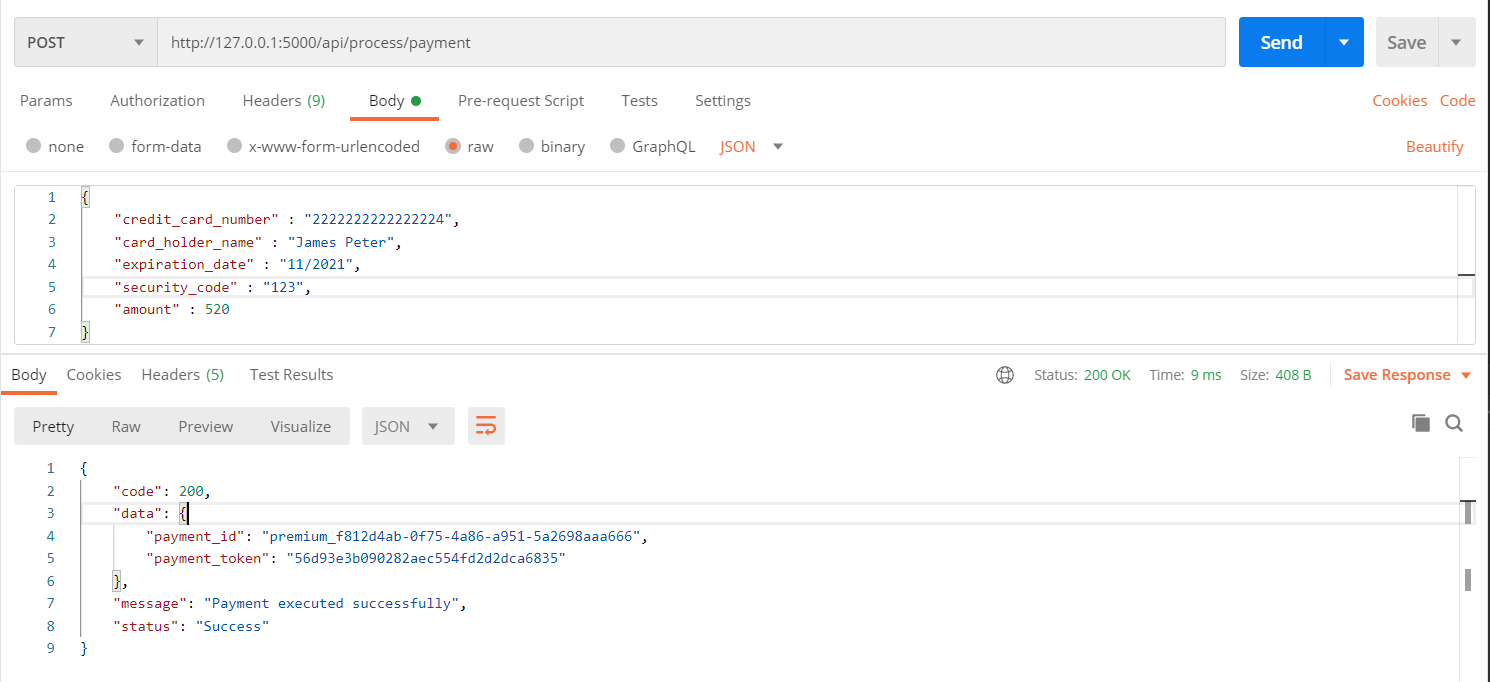 POST http://127.0.0.1:5000/api/process/payment Send Save
Params Authorization Headers (9) Body Pre-request Script Tests Settings Cookies Code
none form-data x-www-form-urlencoded raw binary GraphQL JSON Beautify
1 {
2 "credit_card_number" : "2222222222222224",
3 "card_holder_name" : "James Peter",
4 "expiration_date" : "11/2021",
5 "security_code" : "123",
6 "amount" : 520
7 }
Body Cookies Headers (5) Test Results Status: 200 OK Time: 9 ms Size: 408 B Save Response
Pretty Raw Preview Visualize JSON
1 {
2 "code": 200,
3 "data": {
4 "payment_id": "premium_f812d4ab-0f75-4a86-a951-5a2698aaa666",
5 "payment_token": "56d93e3b090282aec554fd2d2dca6835"
6 },
7 "message": "Payment executed successfully",
8 "status": "Success"
9 }